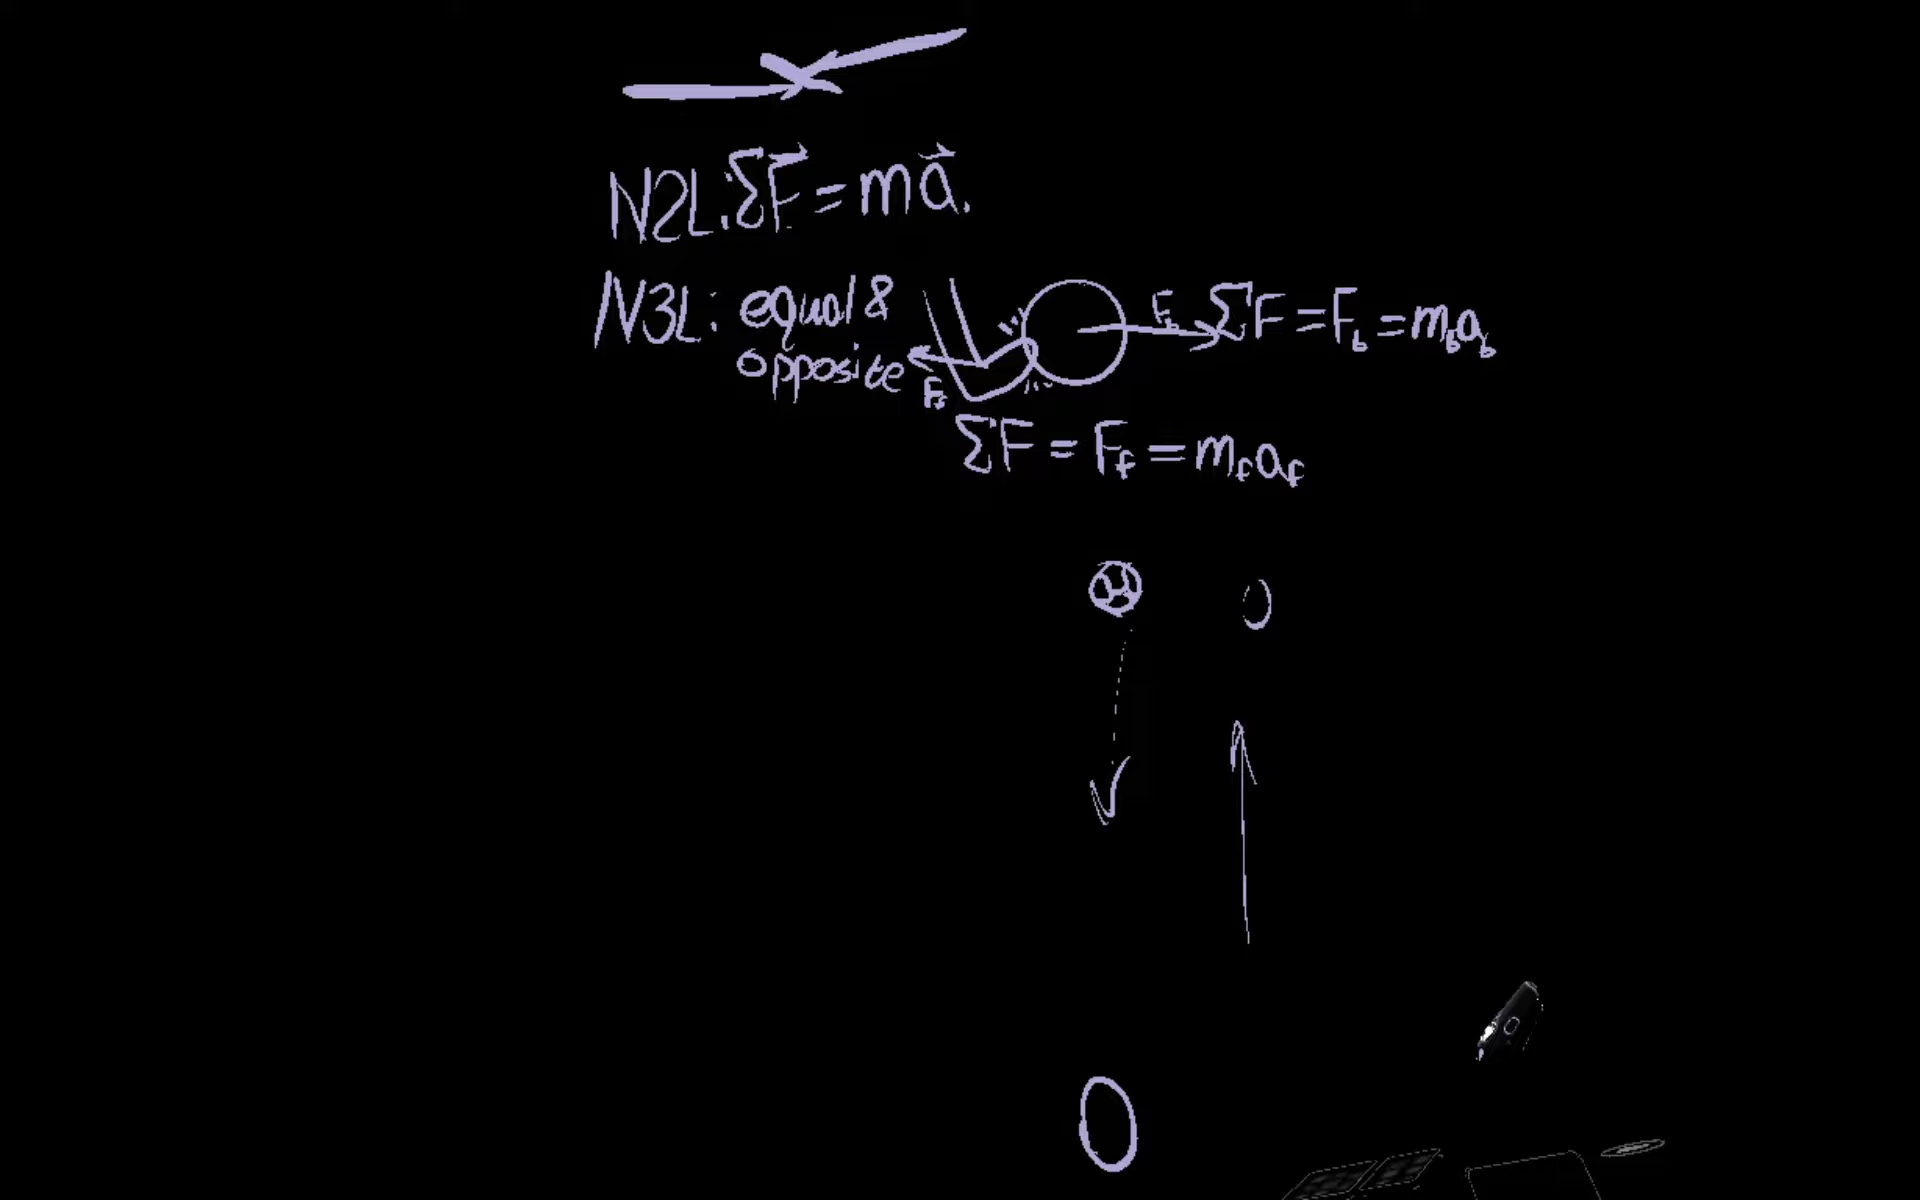 N2L: ΣF⃗ = ma⃗.
N3L: equal &
opposite
F_b ΣF = F_b = m_b a_b
F_f
ΣF = F_f = m_f a_f